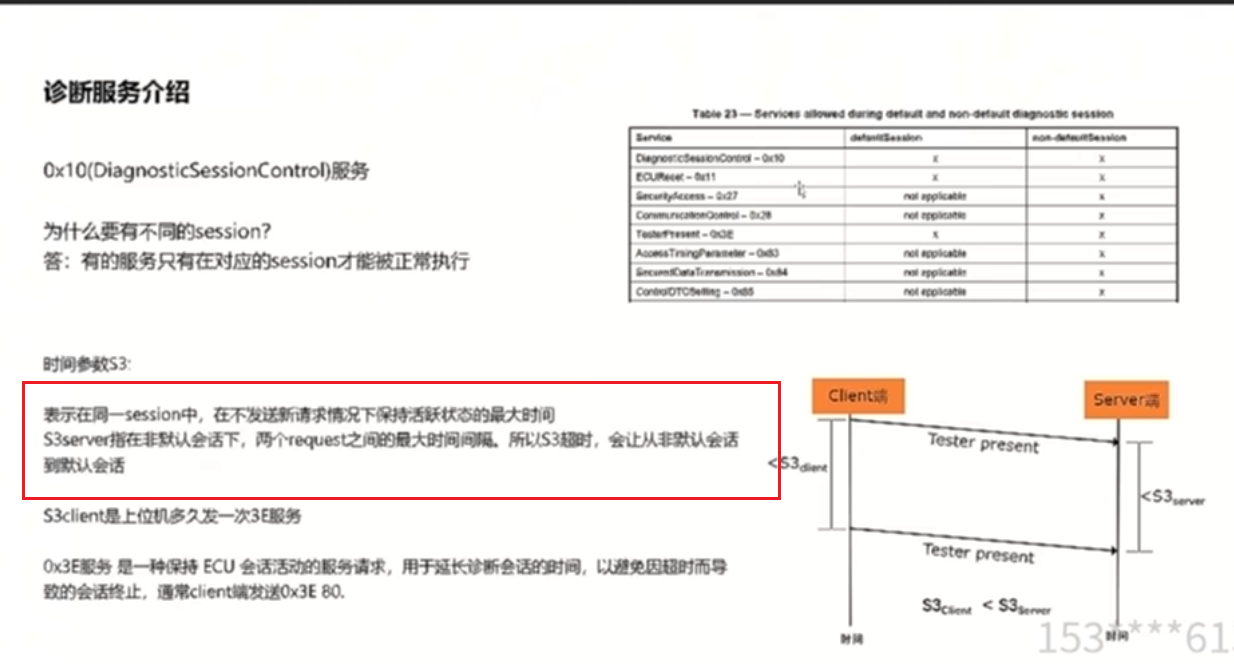 诊断服务介绍
0x10(DiagnosticSessionControl)服务
为什么要有不同的session?
答：有的服务只有在对应的session才能被正常执行
Table 23 — Services allowed during default and non-default diagnostic session
Service defaultSession non-defaultSession
DiagnosticSessionControl – 0x10 x x
ECUReset – 0x11 x x
SecurityAccess – 0x27 not applicable x
CommunicationControl – 0x28 not applicable x
TesterPresent – 0x3E x x
AccessTimingParameter – 0x83 not applicable x
SecuredDataTransmission – 0x84 not applicable x
ControlDTCSetting – 0x85 not applicable x
时间参数S3:
表示在同一session中，在不发送新请求情况下保持活跃状态的最大时间
S3server指在非默认会话下，两个request之间的最大时间间隔。所以S3超时，会让从非默认会话
到默认会话
S3client是上位机多久发一次3E服务
0x3E服务 是一种保持 ECU 会话活动的服务请求，用于延长诊断会话的时间，以避免因超时而导
致的会话终止，通常client端发送0x3E 80.
Client端
Server端
Tester present
<S3client
<S3server
Tester present
S3Client < S3Server
时间
时间
153****61